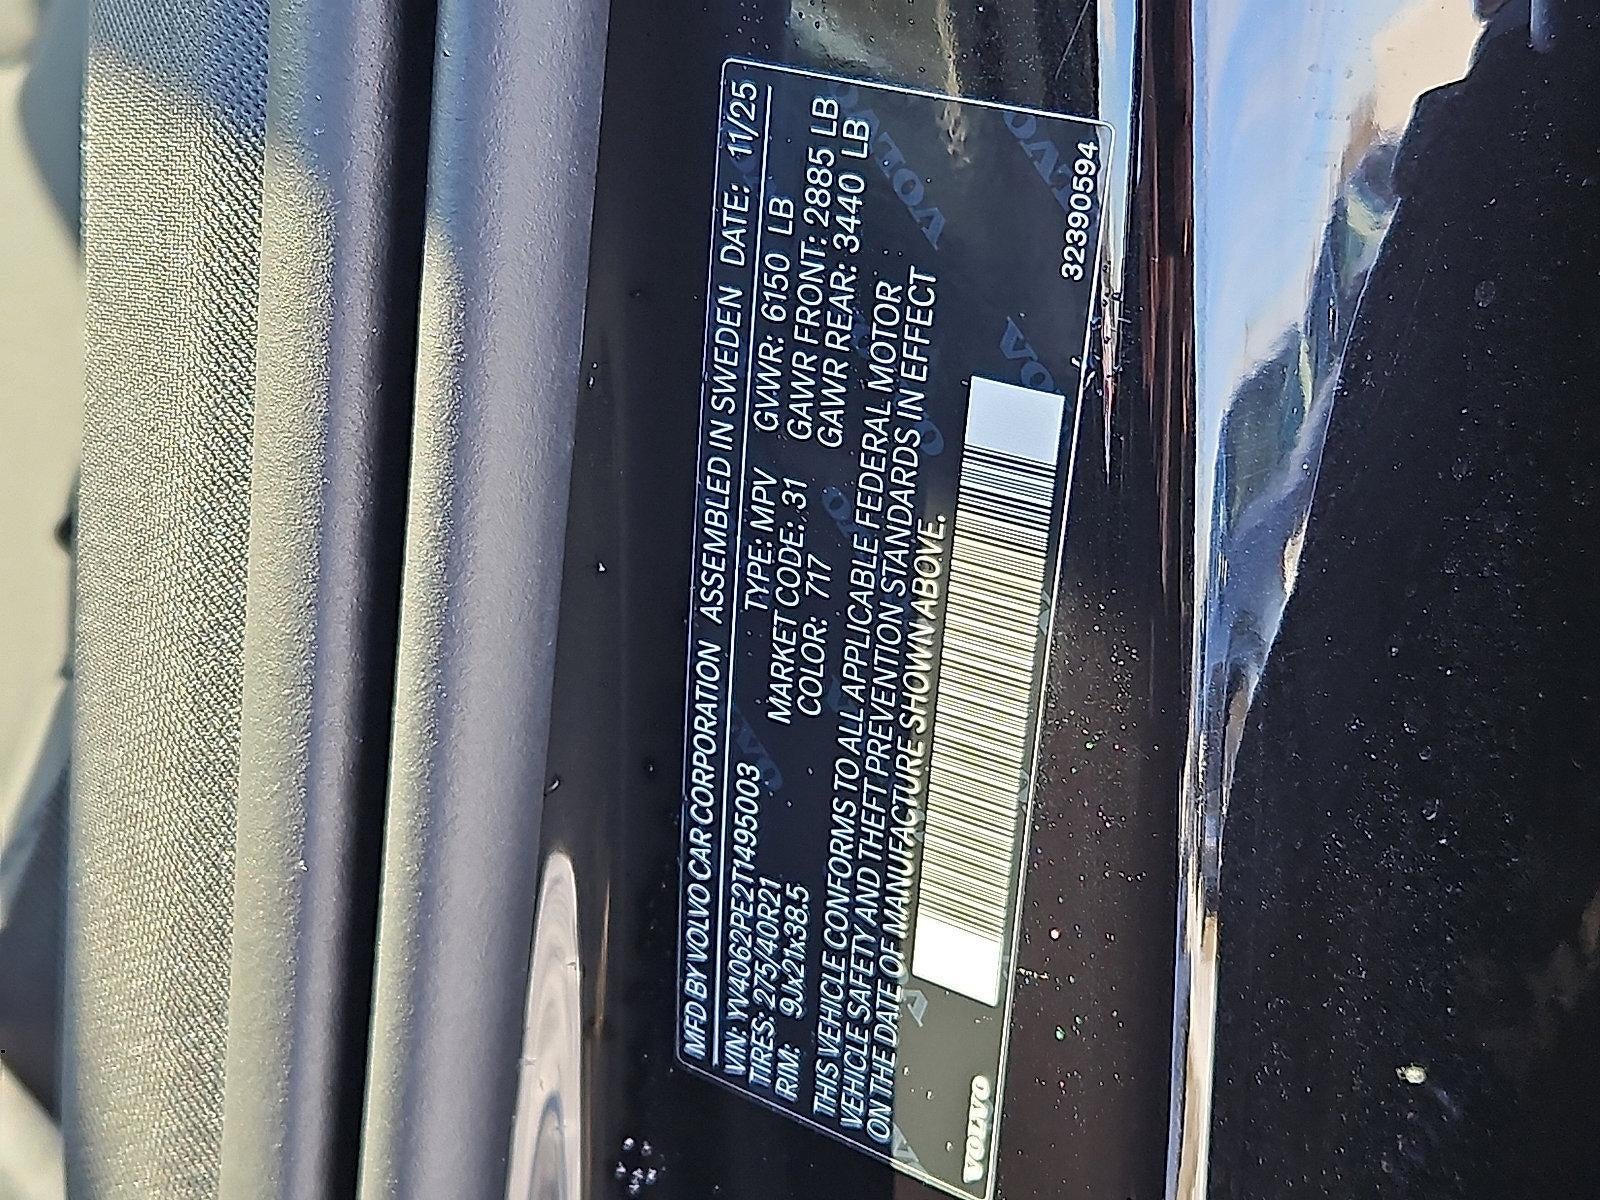 MFD BY VOLVO CAR CORPORATION ASSEMBLED IN SWEDEN DATE: 11/25
VIN: YV4062PE2T1495003 TYPE: MPV GVWR: 6150 LB
TIRES: 275/40R21 MARKET CODE: 31 GAWR FRONT: 2885 LB
RIM: 9Jx21x38.5 COLOR: 717 GAWR REAR: 3440 LB
THIS VEHICLE CONFORMS TO ALL APPLICABLE FEDERAL MOTOR
VEHICLE SAFETY AND THEFT PREVENTION STANDARDS IN EFFECT
ON THE DATE OF MANUFACTURE SHOWN ABOVE.
VOLVO 32390594